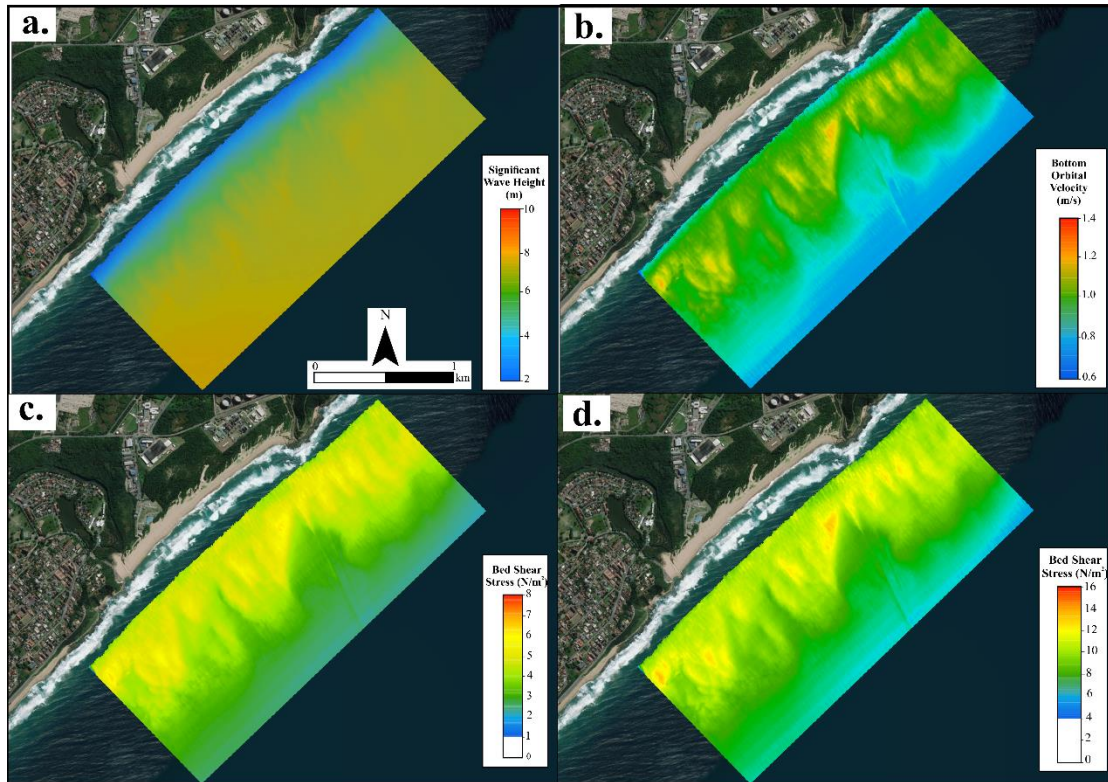 a.
Significant
Wave Height
(m)
10
8
6
4
2
N
0
1
km
b.
Bottom
Orbital
Velocity
(m/s)
1.4
1.2
1.0
0.8
0.6
c.
Bed Shear
Stress (N/m²)
8
7
6
5
4
3
2
1
0
d.
Bed Shear
Stress (N/m²)
16
14
12
10
8
6
4
2
0